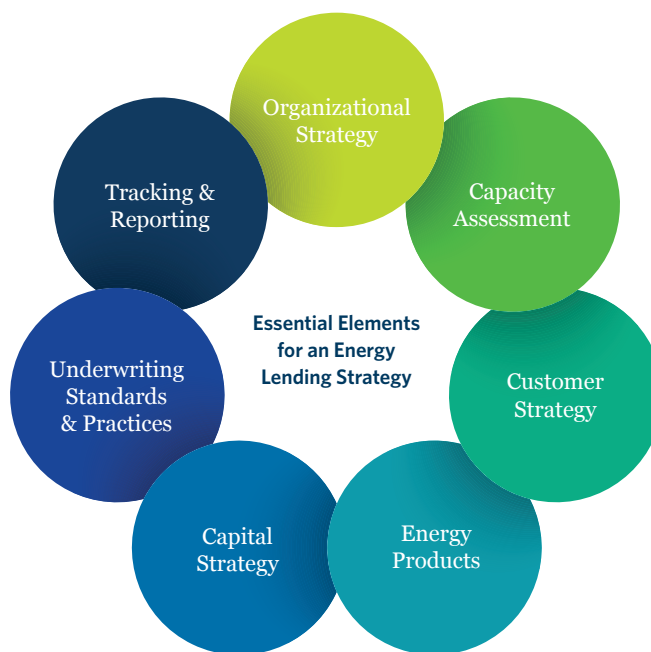 Organizational
Strategy
Capacity
Assessment
Customer
Strategy
Energy
Products
Capital
Strategy
Underwriting
Standards
& Practices
Tracking &
Reporting
Essential Elements
for an Energy
Lending Strategy